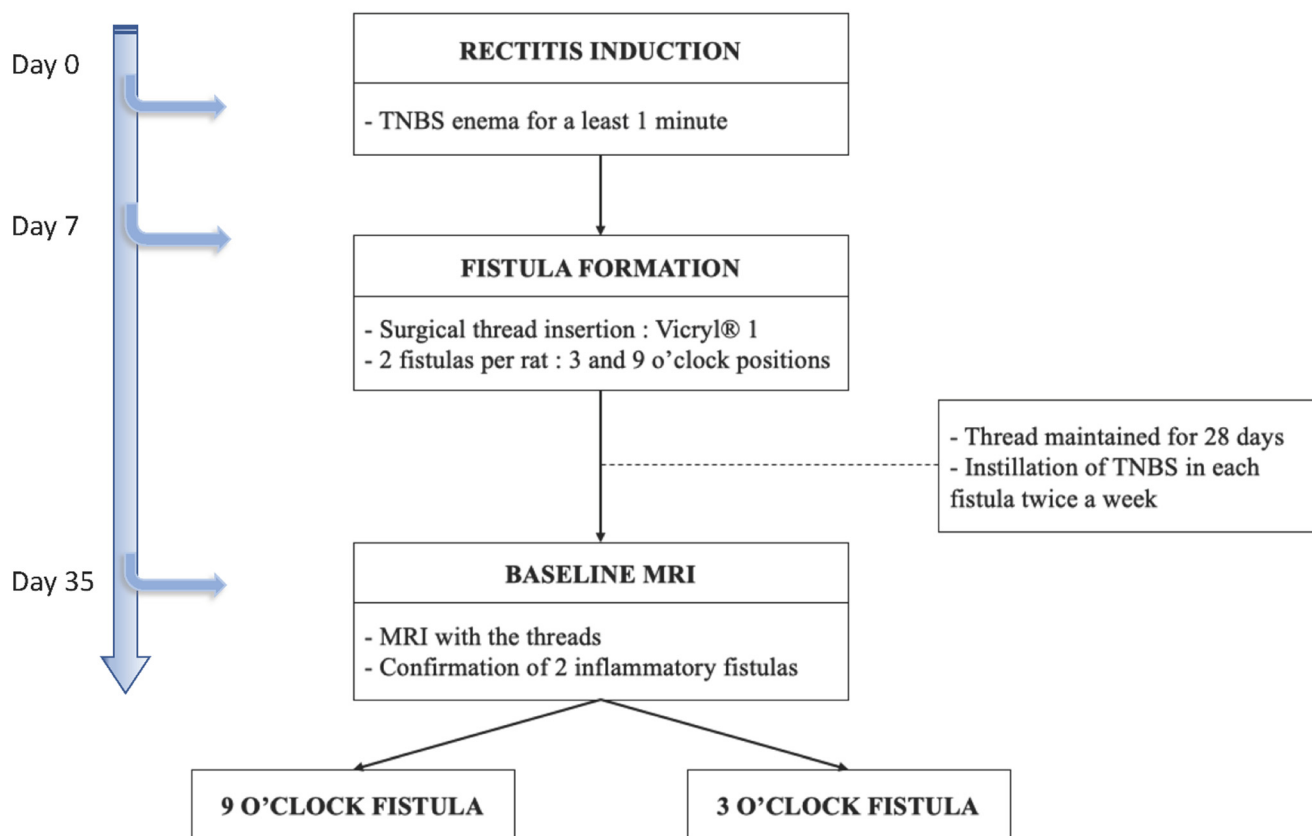 Day 0
RECTITIS INDUCTION
- TNBS enema for a least 1 minute
Day 7
FISTULA FORMATION
- Surgical thread insertion : Vicryl® 1
- 2 fistulas per rat : 3 and 9 o’clock positions
- Thread maintained for 28 days
- Instillation of TNBS in each
fistula twice a week
Day 35
BASELINE MRI
- MRI with the threads
- Confirmation of 2 inflammatory fistulas
9 O’CLOCK FISTULA
3 O’CLOCK FISTULA